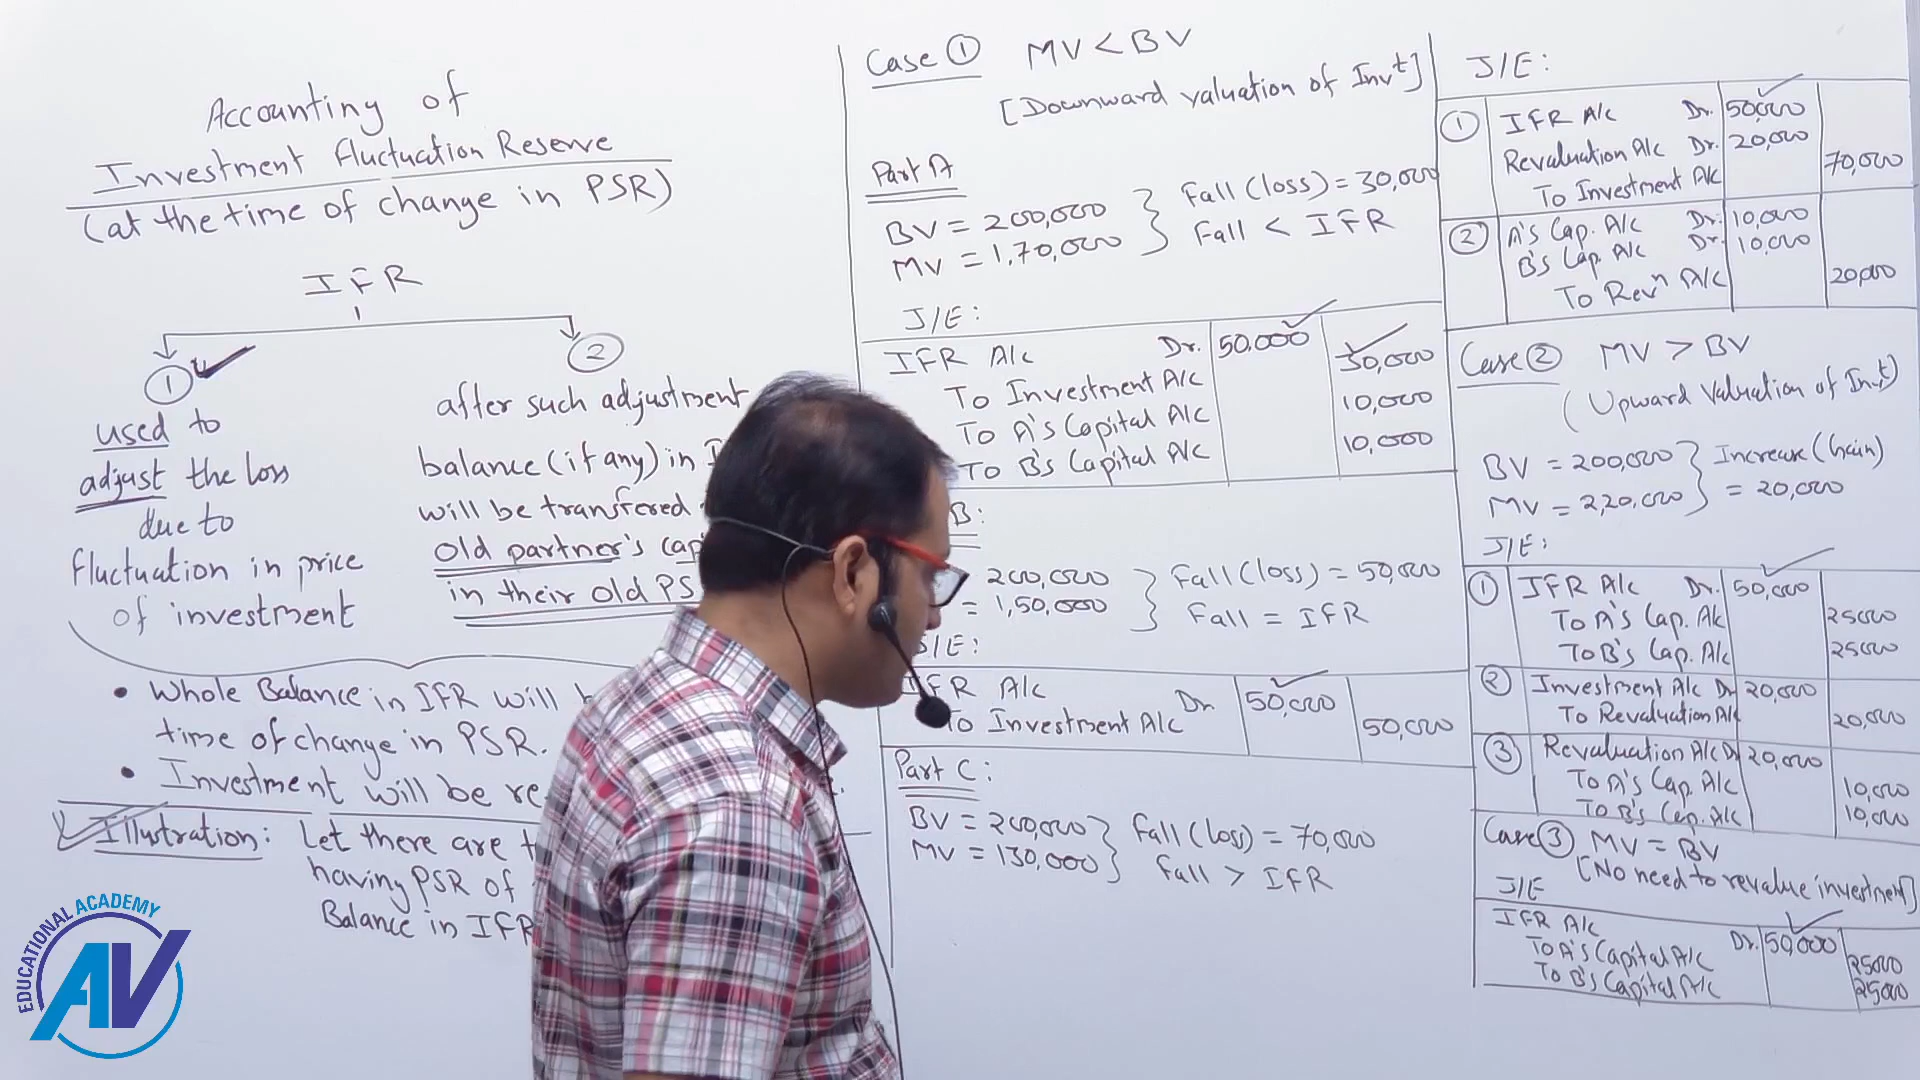 Accounting of
Investment Fluctuation Reserve
(at the time of change in PSR)
IFR
1
used to
adjust the loss
due to
fluctuation in price
of investment
2
after such adjustment
balance (if any) in
will be transfered
old partner's
in their old
• Whole Balance in IFR will
time of change in PSR.
• Investment will be
Illustration: Let there are
having PSR of
Balance in IFR
EDUCATIONAL ACADEMY
AV
Case 1 MV < BV
[Downward valuation of Invt]
Part A
BV = 200,000
MV = 1,70,000
Fall (loss) = 30,000
Fall < IFR
J/E:
IFR A/c Dr. 50,000
To Investment A/c 30,000
To A's Capital A/c 10,000
To B's Capital A/c 10,000
B:
200,000
= 1,50,000
Fall (loss) = 50,000
Fall = IFR
J/E:
IFR A/c Dr. 50,000
To Investment A/c 50,000
Part C:
BV = 200,000
MV = 130,000
Fall (loss) = 70,000
Fall > IFR
J/E:
1 IFR A/c Dr. 50,000
Revaluation A/c Dr. 20,000
To Investment A/c 70,000
2 A's Cap. A/c Dr. 10,000
B's Cap. A/c Dr. 10,000
To Revn A/c 20,000
Case 2 MV > BV
(Upward Valuation of Invt)
BV = 200,000
MV = 2,20,000
Increase (Gain)
= 20,000
J/E:
1 IFR A/c Dr. 50,000
To A's Cap. A/c 25000
To B's Cap. A/c 25000
2 Investment A/c Dr 20,000
To Revaluation A/c 20,000
3 Revaluation A/c Dr 20,000
To A's Cap. A/c 10,000
To B's Cap. A/c 10,000
Case 3 MV = BV
[No need to revalue investment]
J/E
IFR A/c Dr. 50,000
To A's Capital A/c 25000
To B's Capital A/c 25000